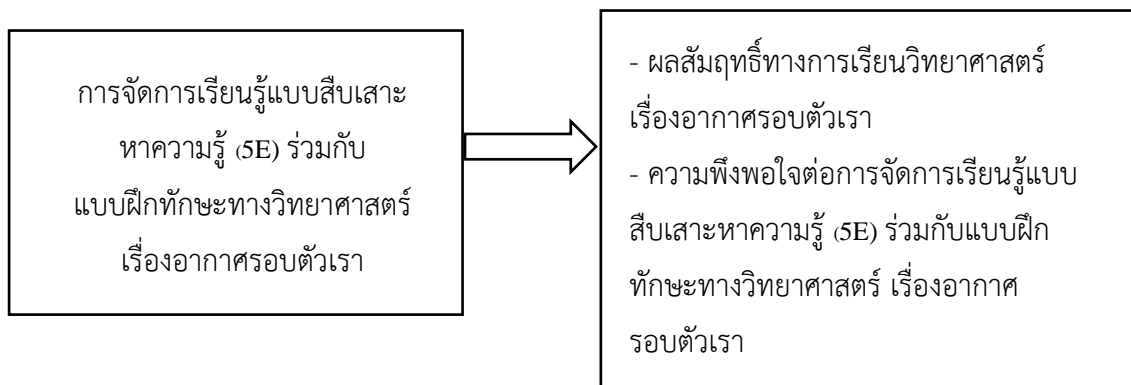 การจัดการเรียนรู้แบบสืบเสาะ
หาความรู้ (5E) ร่วมกับ
แบบฝึกทักษะทางวิทยาศาสตร์
เรื่องอากาศรอบตัวเรา
- ผลสัมฤทธิ์ทางการเรียนวิทยาศาสตร์
เรื่องอากาศรอบตัวเรา
- ความพึงพอใจต่อการจัดการเรียนรู้แบบ
สืบเสาะหาความรู้ (5E) ร่วมกับแบบฝึก
ทักษะทางวิทยาศาสตร์ เรื่องอากาศ
รอบตัวเรา